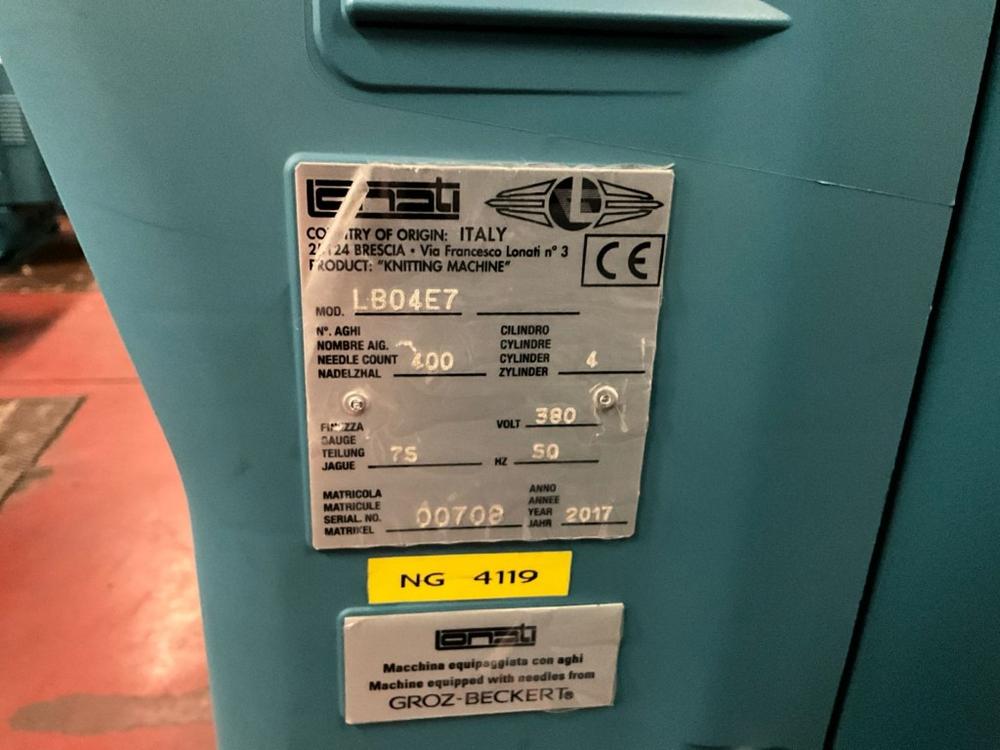 Lonati
COUNTRY OF ORIGIN: ITALY
25124 BRESCIA • Via Francesco Lonati n° 3
PRODUCT: "KNITTING MACHINE"
CE
MOD. LB04E7
N°. AGHI
NOMBRE AIG.
NEEDLE COUNT 400
NADELZHAL
CILINDRO
CYLINDRE
CYLINDER 4
ZYLINDER
FINEZZA
GAUGE
TEILUNG 75
JAGUE
VOLT 380
HZ 50
MATRICOLA
MATRICULE
SERIAL. NO. 00708
MATRIKEL
ANNO
ANNEE
YEAR 2017
JAHR
NG 4119
Lonati
Macchina equipaggiata con aghi
Machine equipped with needles from
GROZ-BECKERT®